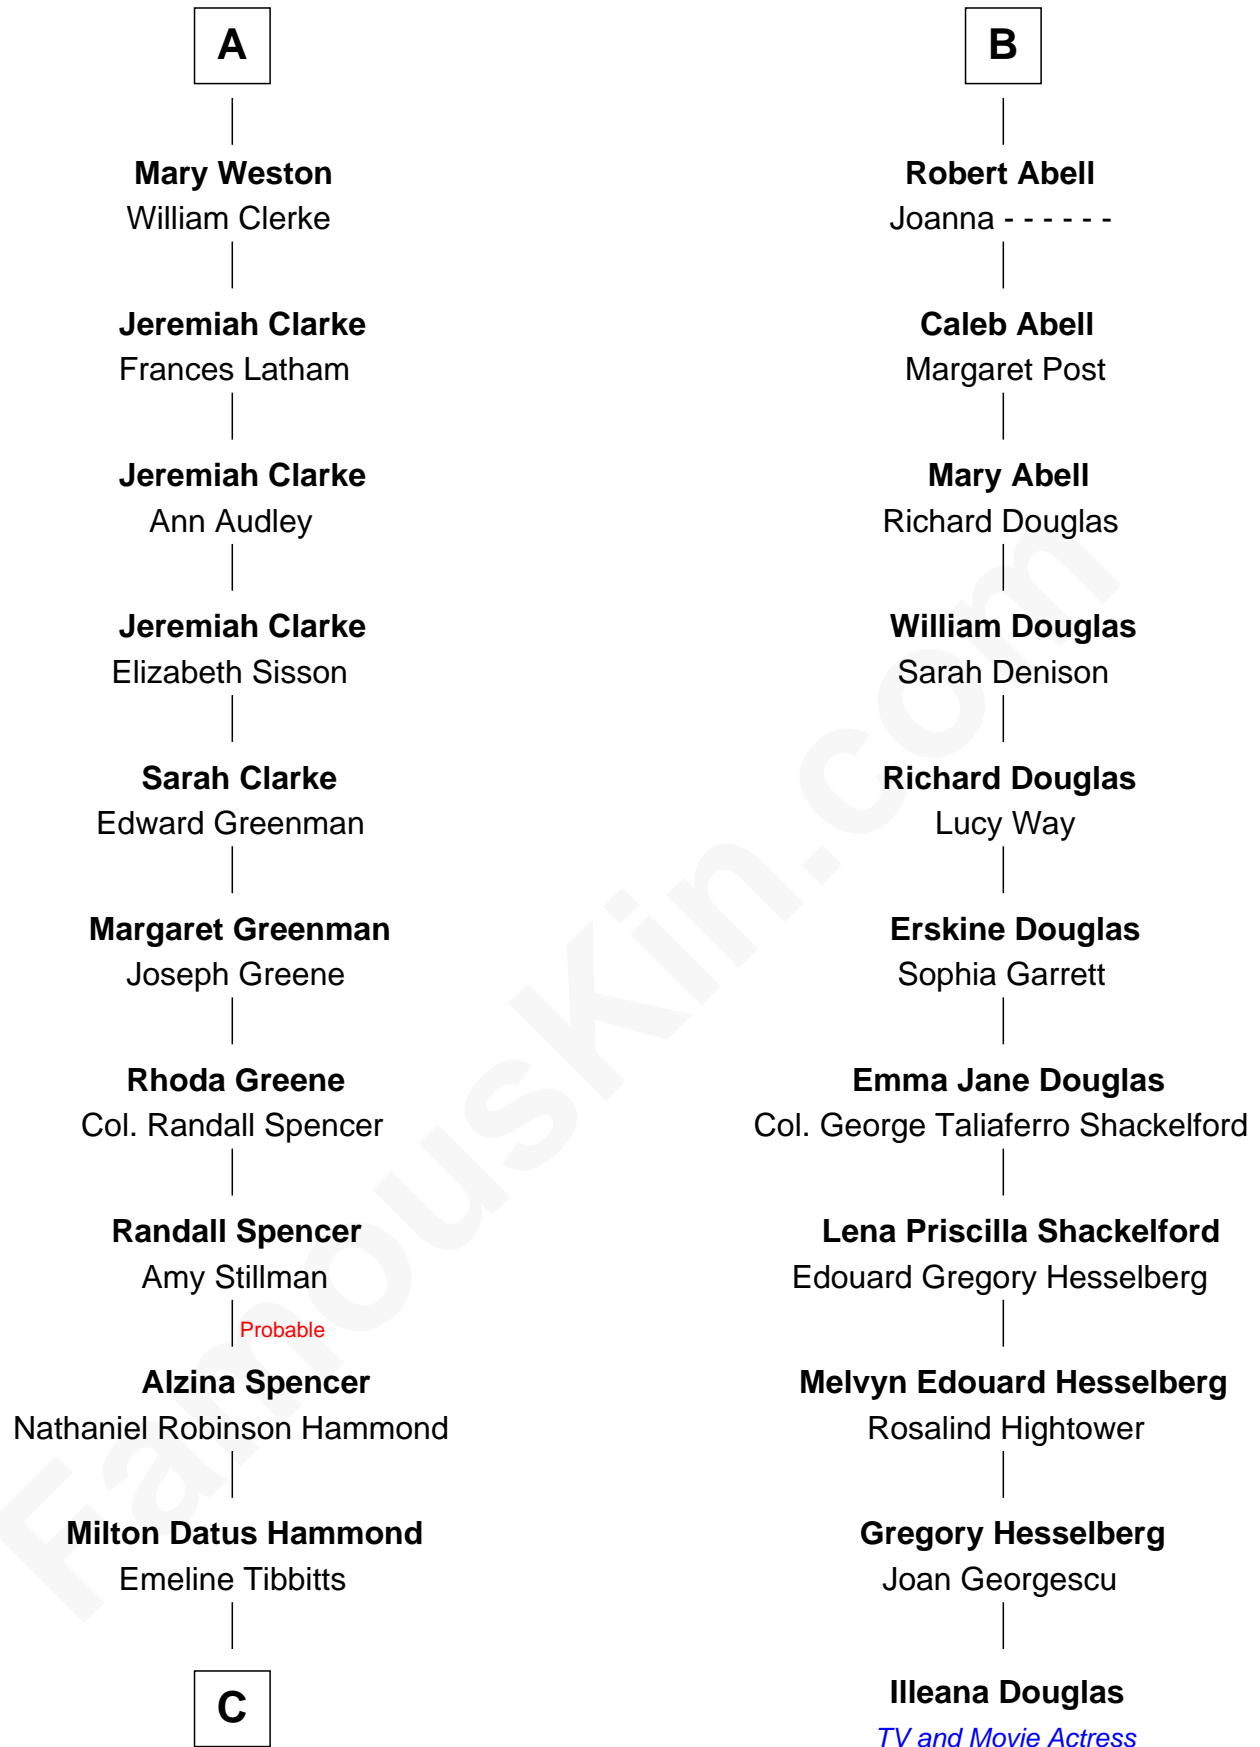 A
Mary Weston
William Clerke
Jeremiah Clarke
Frances Latham
Jeremiah Clarke
Ann Audley
Jeremiah Clarke
Elizabeth Sisson
Sarah Clarke
Edward Greenman
Margaret Greenman
Joseph Greene
Rhoda Greene
Col. Randall Spencer
Randall Spencer
Amy Stillman
Probable
Alzina Spencer
Nathaniel Robinson Hammond
Milton Datus Hammond
Emeline Tibbitts
C
B
Robert Abell
Joanna - - - - - -
Caleb Abell
Margaret Post
Mary Abell
Richard Douglas
William Douglas
Sarah Denison
Richard Douglas
Lucy Way
Erskine Douglas
Sophia Garrett
Emma Jane Douglas
Col. George Taliaferro Shackelford
Lena Priscilla Shackelford
Edouard Gregory Hesselberg
Melvyn Edouard Hesselberg
Rosalind Hightower
Gregory Hesselberg
Joan Georgescu
Illeana Douglas
TV and Movie Actress
FamousKin.com